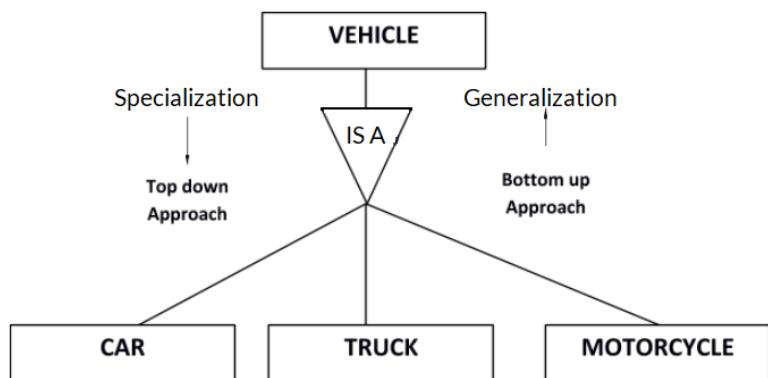 VEHICLE
Specialization
Generalization
IS A ,
Top down
Approach
Bottom up
Approach
CAR
TRUCK
MOTORCYCLE